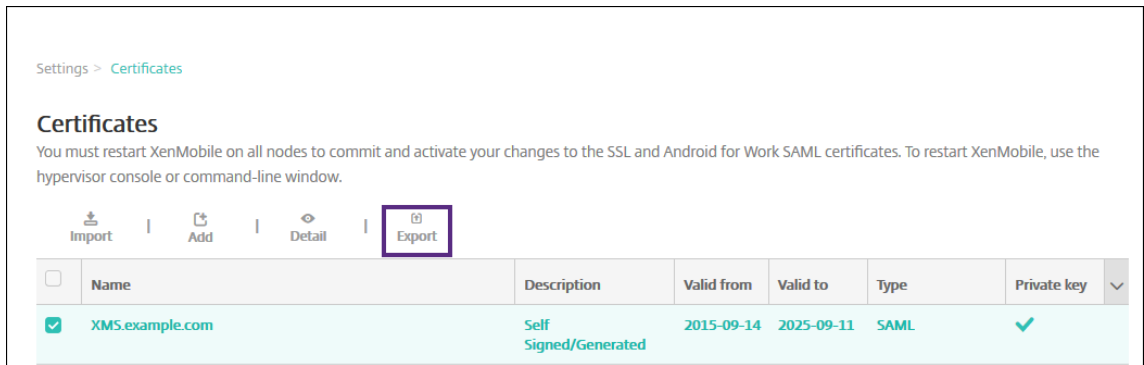 Settings > Certificates
Certificates
You must restart XenMobile on all nodes to commit and activate your changes to the SSL and Android for Work SAML certificates. To restart XenMobile, use the
hypervisor console or command-line window.
Import | Add | Detail | Export
Name Description Valid from Valid to Type Private key
XMS.example.com Self 2015-09-14 2025-09-11 SAML
Signed/Generated